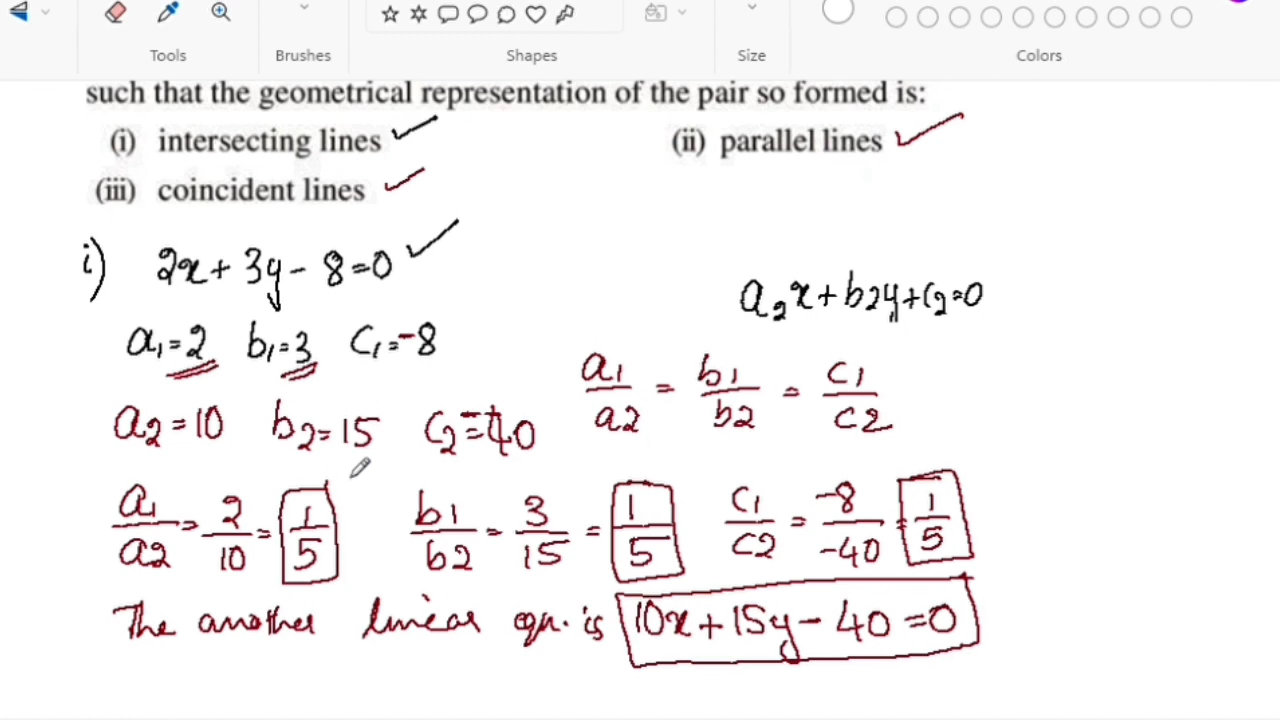 Tools Brushes Shapes Size Colors
such that the geometrical representation of the pair so formed is:
(i) intersecting lines (ii) parallel lines
(iii) coincident lines
i) 2x + 3y - 8 = 0
a₂x + b2y + c₂ = 0
a₁ = 2 b₁ = 3 c₁ = -8
a1/a2 = b1/b2 = c1/c2
a₂ = 10 b₂ = 15 c₂ = -40
a₁/a2 = 2/10 = 1/5 b1/b2 = 3/15 = 1/5 c1/c2 = -8/-40 = 1/5
The another linear eqn. is 10x + 15y - 40 = 0